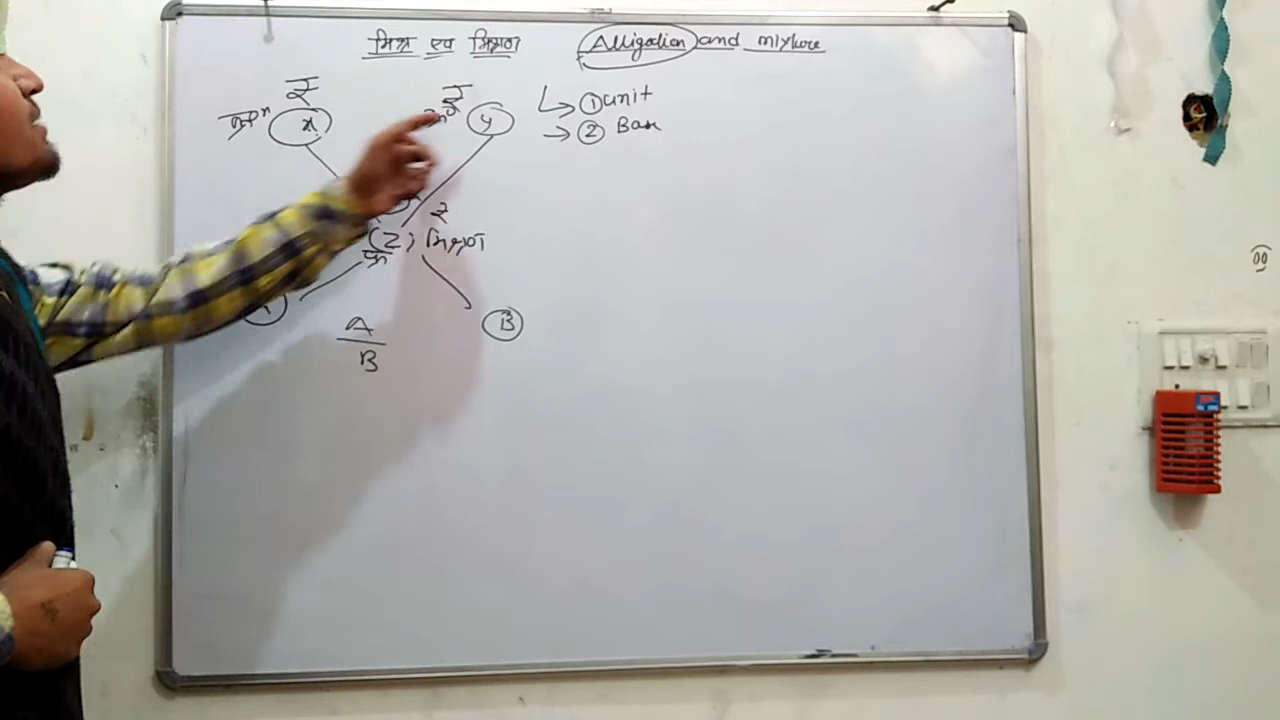 मिश्र एव मिश्रण Alligation and mixture
₹ ₹ → ① unit
x y → ② Base
₹
(Z) मिश्रण
A
B
B